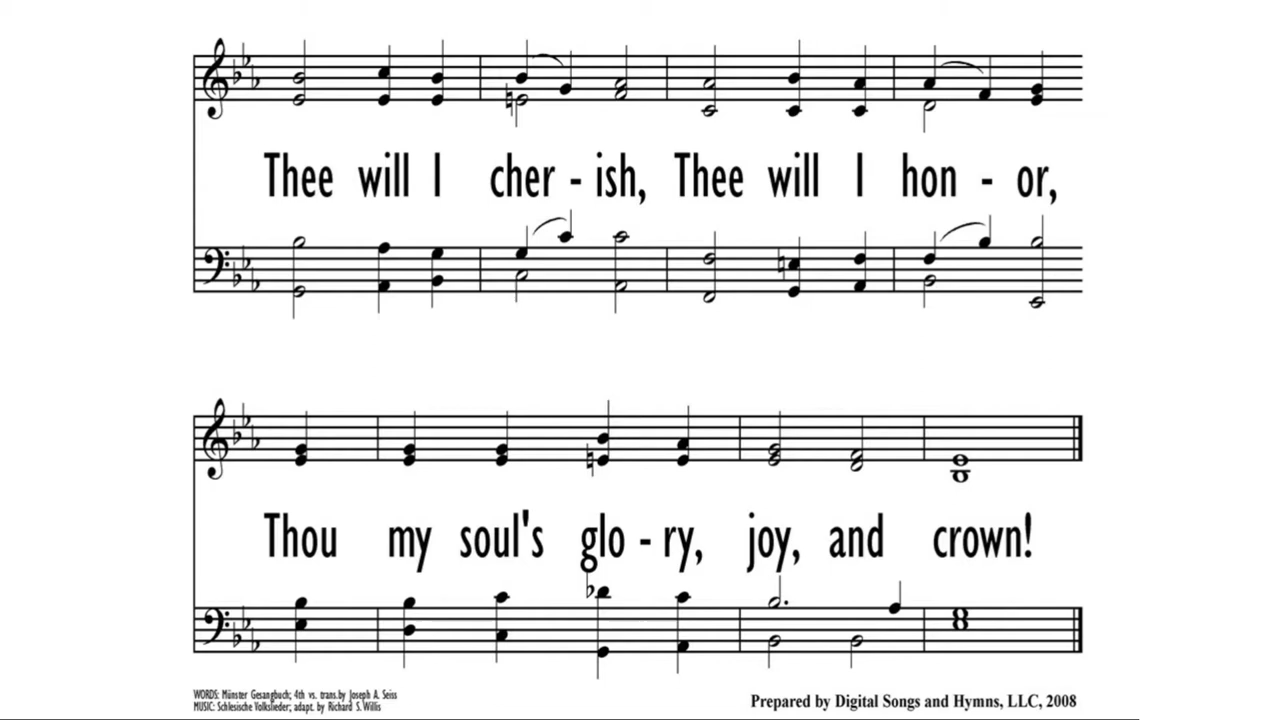 Thee will I cher - ish, Thee will I hon - or,
Thou my soul's glo - ry, joy, and crown!
WORDS: Münster Gesangbuch; 4th vs. trans.by Joseph A. Seiss
MUSIC: Schlesische Volkslieder; adapt. by Richard S. Willis
Prepared by Digital Songs and Hymns, LLC, 2008